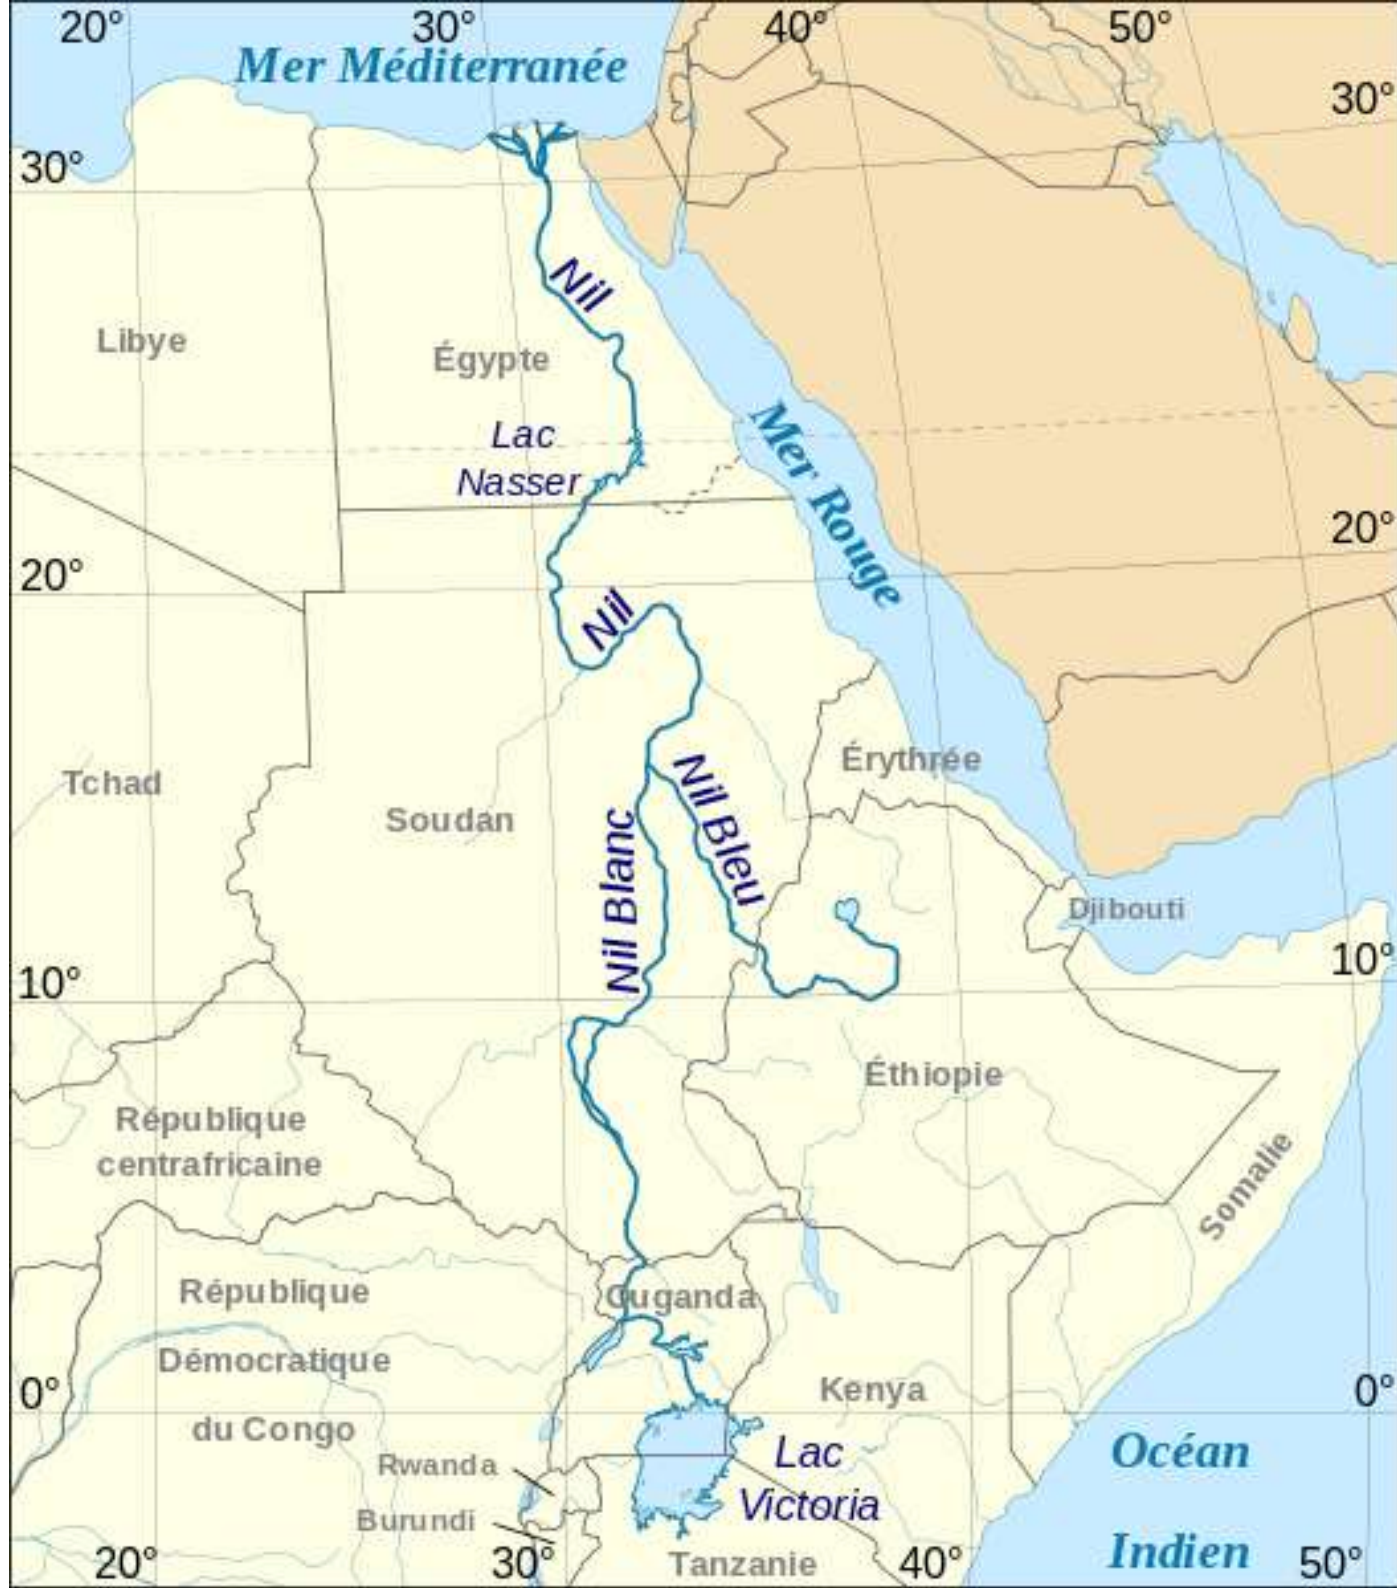 20°
30°
40°
50°
Mer Méditerranée
30°
30°
Nil
Libye
Égypte
Lac
Nasser
Mer Rouge
20°
20°
Nil
Érythrée
Tchad
Soudan
Nil Blanc
Nil Bleu
Djibouti
10°
10°
Éthiopie
République
centrafricaine
Somalie
République
Démocratique
du Congo
Ouganda
0°
0°
Kenya
Lac
Victoria
Océan
Indien
Rwanda
Burundi
Tanzanie
20°
30°
40°
50°